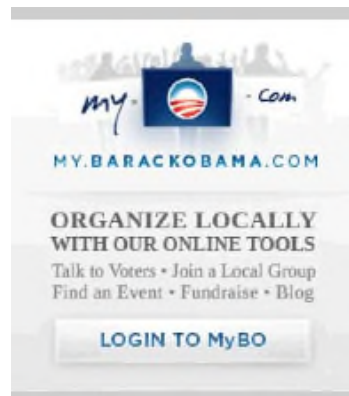 my. . com
MY.BARACKOBAMA.COM
ORGANIZE LOCALLY
WITH OUR ONLINE TOOLS
Talk to Voters • Join a Local Group
Find an Event • Fundraise • Blog
LOGIN TO MyBO